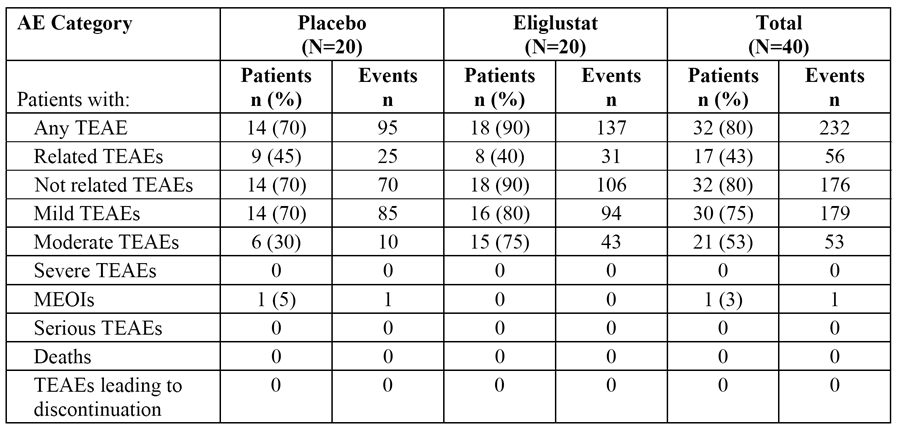 AE Category Placebo Eliglustat Total
(N=20) (N=20) (N=40)
Patients Events Patients Events Patients Events
Patients with: n (%) n n (%) n n (%) n
Any TEAE 14 (70) 95 18 (90) 137 32 (80) 232
Related TEAEs 9 (45) 25 8 (40) 31 17 (43) 56
Not related TEAEs 14 (70) 70 18 (90) 106 32 (80) 176
Mild TEAEs 14 (70) 85 16 (80) 94 30 (75) 179
Moderate TEAEs 6 (30) 10 15 (75) 43 21 (53) 53
Severe TEAEs 0 0 0 0 0 0
MEOIs 1 (5) 1 0 0 1 (3) 1
Serious TEAEs 0 0 0 0 0 0
Deaths 0 0 0 0 0 0
TEAEs leading to 0 0 0 0 0 0
discontinuation